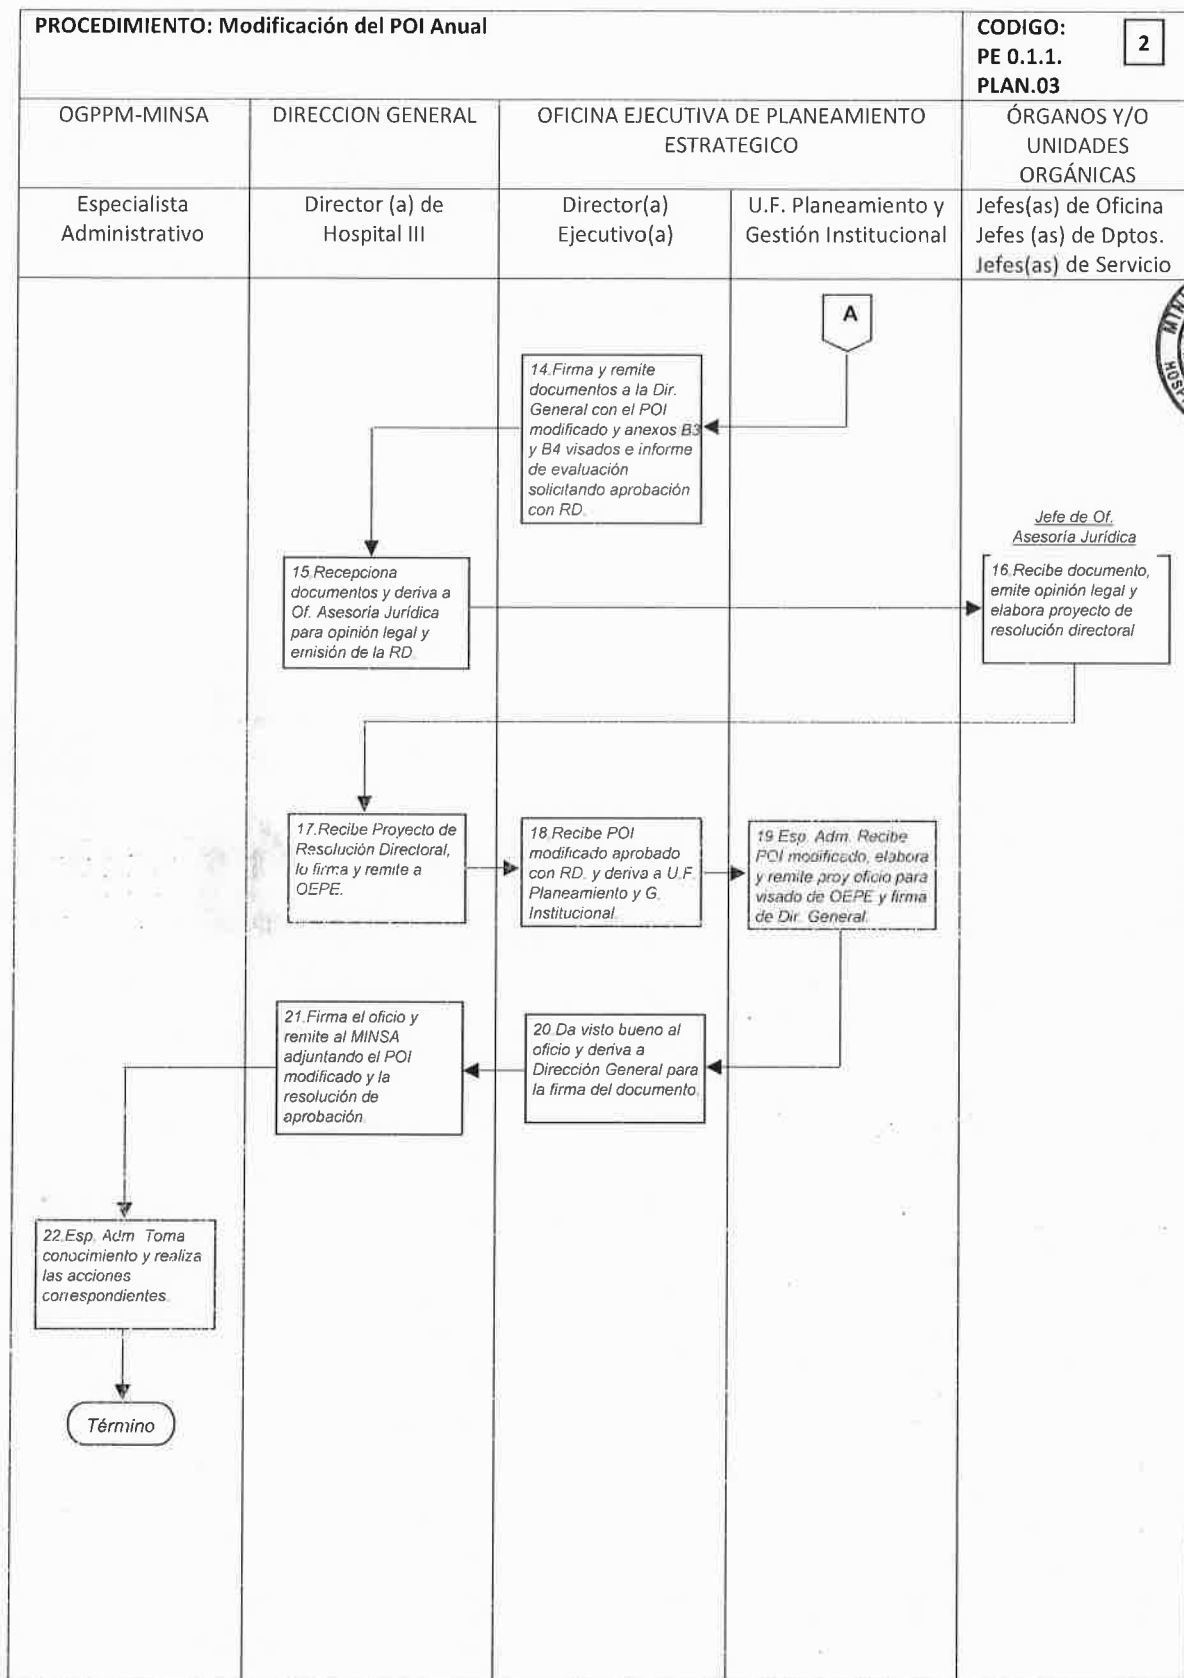 PROCEDIMIENTO: Modificación del POI Anual
CODIGO:
PE 0.1.1.
PLAN.03
2
OGPPM-MINSA
DIRECCION GENERAL
OFICINA EJECUTIVA DE PLANEAMIENTO
ESTRATEGICO
ÓRGANOS Y/O
UNIDADES
ORGÁNICAS
Especialista
Administrativo
Director (a) de
Hospital III
Director(a)
Ejecutivo(a)
U.F. Planeamiento y
Gestión Institucional
Jefes(as) de Oficina
Jefes (as) de Dptos.
Jefes(as) de Servicio
A
14.Firma y remite
documentos a la Dir.
General con el POI
modificado y anexos B3
y B4 visados e informe
de evaluación
solicitando aprobación
con RD.
15.Recepciona
documentos y deriva a
Of. Asesoría Jurídica
para opinión legal y
emisión de la RD.
Jefe de Of.
Asesoría Jurídica
16.Recibe documento,
emite opinión legal y
elabora proyecto de
resolución directoral
17.Recibe Proyecto de
Resolución Directoral,
lo firma y remite a
OEPE.
18.Recibe POI
modificado aprobado
con RD. y deriva a U.F.
Planeamiento y G.
Institucional.
19 Esp. Adm. Recibe
POI modificado, elabora
y remite proy oficio para
visado de OEPE y firma
de Dir. General.
20.Da visto bueno al
oficio y deriva a
Dirección General para
la firma del documento.
21.Firma el oficio y
remite al MINSA
adjuntando el POI
modificado y la
resolución de
aprobación.
22.Esp. Adm Toma
conocimiento y realiza
las acciones
correspondientes.
Término